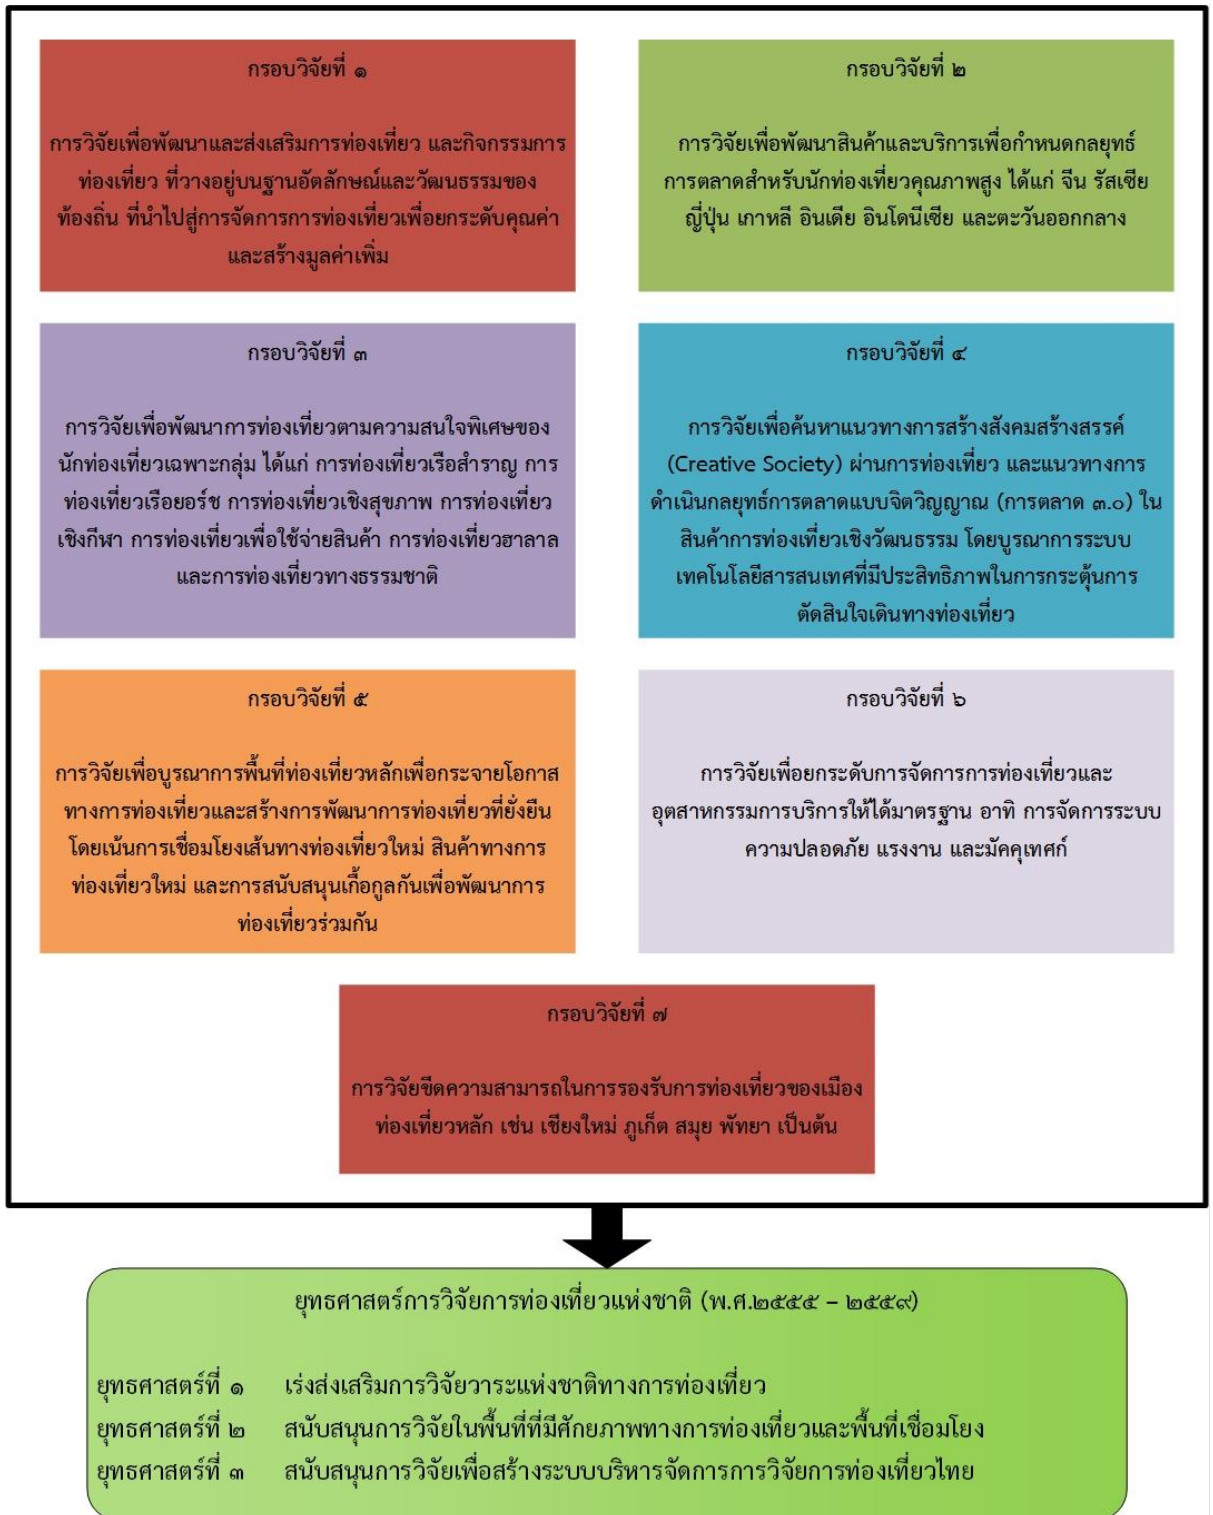 กรอบวิจัยที่ ๑
การวิจัยเพื่อพัฒนาและส่งเสริมการท่องเที่ยว และกิจกรรมการ
ท่องเที่ยว ที่วางอยู่บนฐานอัตลักษณ์และวัฒนธรรมของ
ท้องถิ่น ที่นำไปสู่การจัดการการท่องเที่ยวเพื่อยกระดับคุณค่า
และสร้างมูลค่าเพิ่ม
กรอบวิจัยที่ ๒
การวิจัยเพื่อพัฒนาสินค้าและบริการเพื่อกำหนดกลยุทธ์
การตลาดสำหรับนักท่องเที่ยวคุณภาพสูง ได้แก่ จีน รัสเซีย
ญี่ปุ่น เกาหลี อินเดีย อินโดนีเซีย และตะวันออกกลาง
กรอบวิจัยที่ ๓
การวิจัยเพื่อพัฒนาการท่องเที่ยวตามความสนใจพิเศษของ
นักท่องเที่ยวเฉพาะกลุ่ม ได้แก่ การท่องเที่ยวเรือสำราญ การ
ท่องเที่ยวเรือยอร์ช การท่องเที่ยวเชิงสุขภาพ การท่องเที่ยว
เชิงกีฬา การท่องเที่ยวเพื่อใช้จ่ายสินค้า การท่องเที่ยวฮาลาล
และการท่องเที่ยวทางธรรมชาติ
กรอบวิจัยที่ ๔
การวิจัยเพื่อค้นหาแนวทางการสร้างสังคมสร้างสรรค์
(Creative Society) ผ่านการท่องเที่ยว และแนวทางการ
ดำเนินกลยุทธ์การตลาดแบบจิตวิญญาณ (การตลาด ๓.๐) ใน
สินค้าการท่องเที่ยวเชิงวัฒนธรรม โดยบูรณาการระบบ
เทคโนโลยีสารสนเทศที่มีประสิทธิภาพในการกระตุ้นการ
ตัดสินใจเดินทางท่องเที่ยว
กรอบวิจัยที่ ๕
การวิจัยเพื่อบูรณาการพื้นที่ท่องเที่ยวหลักเพื่อกระจายโอกาส
ทางการท่องเที่ยวและสร้างการพัฒนาการท่องเที่ยวที่ยั่งยืน
โดยเน้นการเชื่อมโยงเส้นทางท่องเที่ยวใหม่ สินค้าทางการ
ท่องเที่ยวใหม่ และการสนับสนุนเกื้อกูลกันเพื่อพัฒนาการ
ท่องเที่ยวร่วมกัน
กรอบวิจัยที่ ๖
การวิจัยเพื่อยกระดับการจัดการการท่องเที่ยวและ
อุตสาหกรรมการบริการให้ได้มาตรฐาน อาทิ การจัดการระบบ
ความปลอดภัย แรงงาน และมัคคุเทศก์
กรอบวิจัยที่ ๗
การวิจัยขีดความสามารถในการรองรับการท่องเที่ยวของเมือง
ท่องเที่ยวหลัก เช่น เชียงใหม่ ภูเก็ต สมุย พัทยา เป็นต้น
ยุทธศาสตร์การวิจัยการท่องเที่ยวแห่งชาติ (พ.ศ.๒๕๕๕ – ๒๕๕๙)
ยุทธศาสตร์ที่ ๑ เร่งส่งเสริมการวิจัยวาระแห่งชาติทางการท่องเที่ยว
ยุทธศาสตร์ที่ ๒ สนับสนุนการวิจัยในพื้นที่ที่มีศักยภาพทางการท่องเที่ยวและพื้นที่เชื่อมโยง
ยุทธศาสตร์ที่ ๓ สนับสนุนการวิจัยเพื่อสร้างระบบบริหารจัดการการวิจัยการท่องเที่ยวไทย